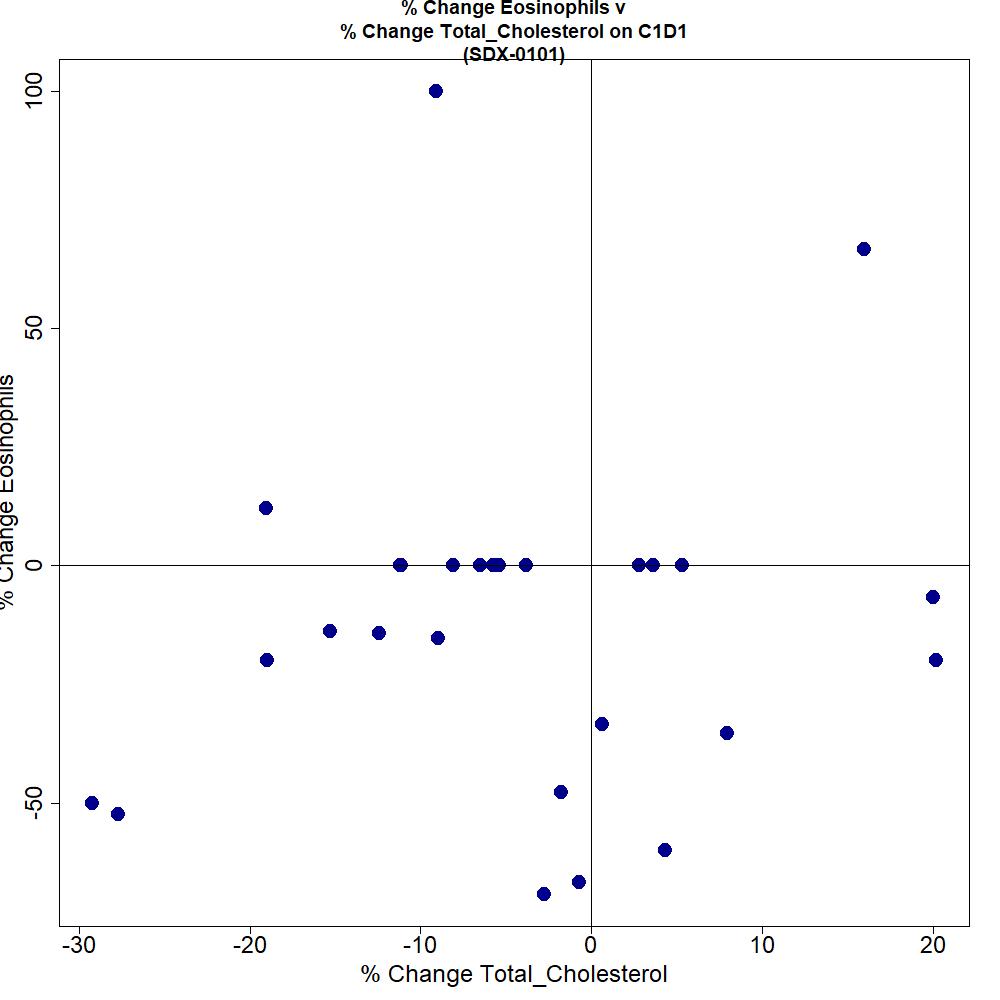 % Change Eosinophils v
% Change Total_Cholesterol on C1D1
(SDX-0101)
% Change Eosinophils
100
50
0
-50
-30
-20
-10
0
10
20
% Change Total_Cholesterol